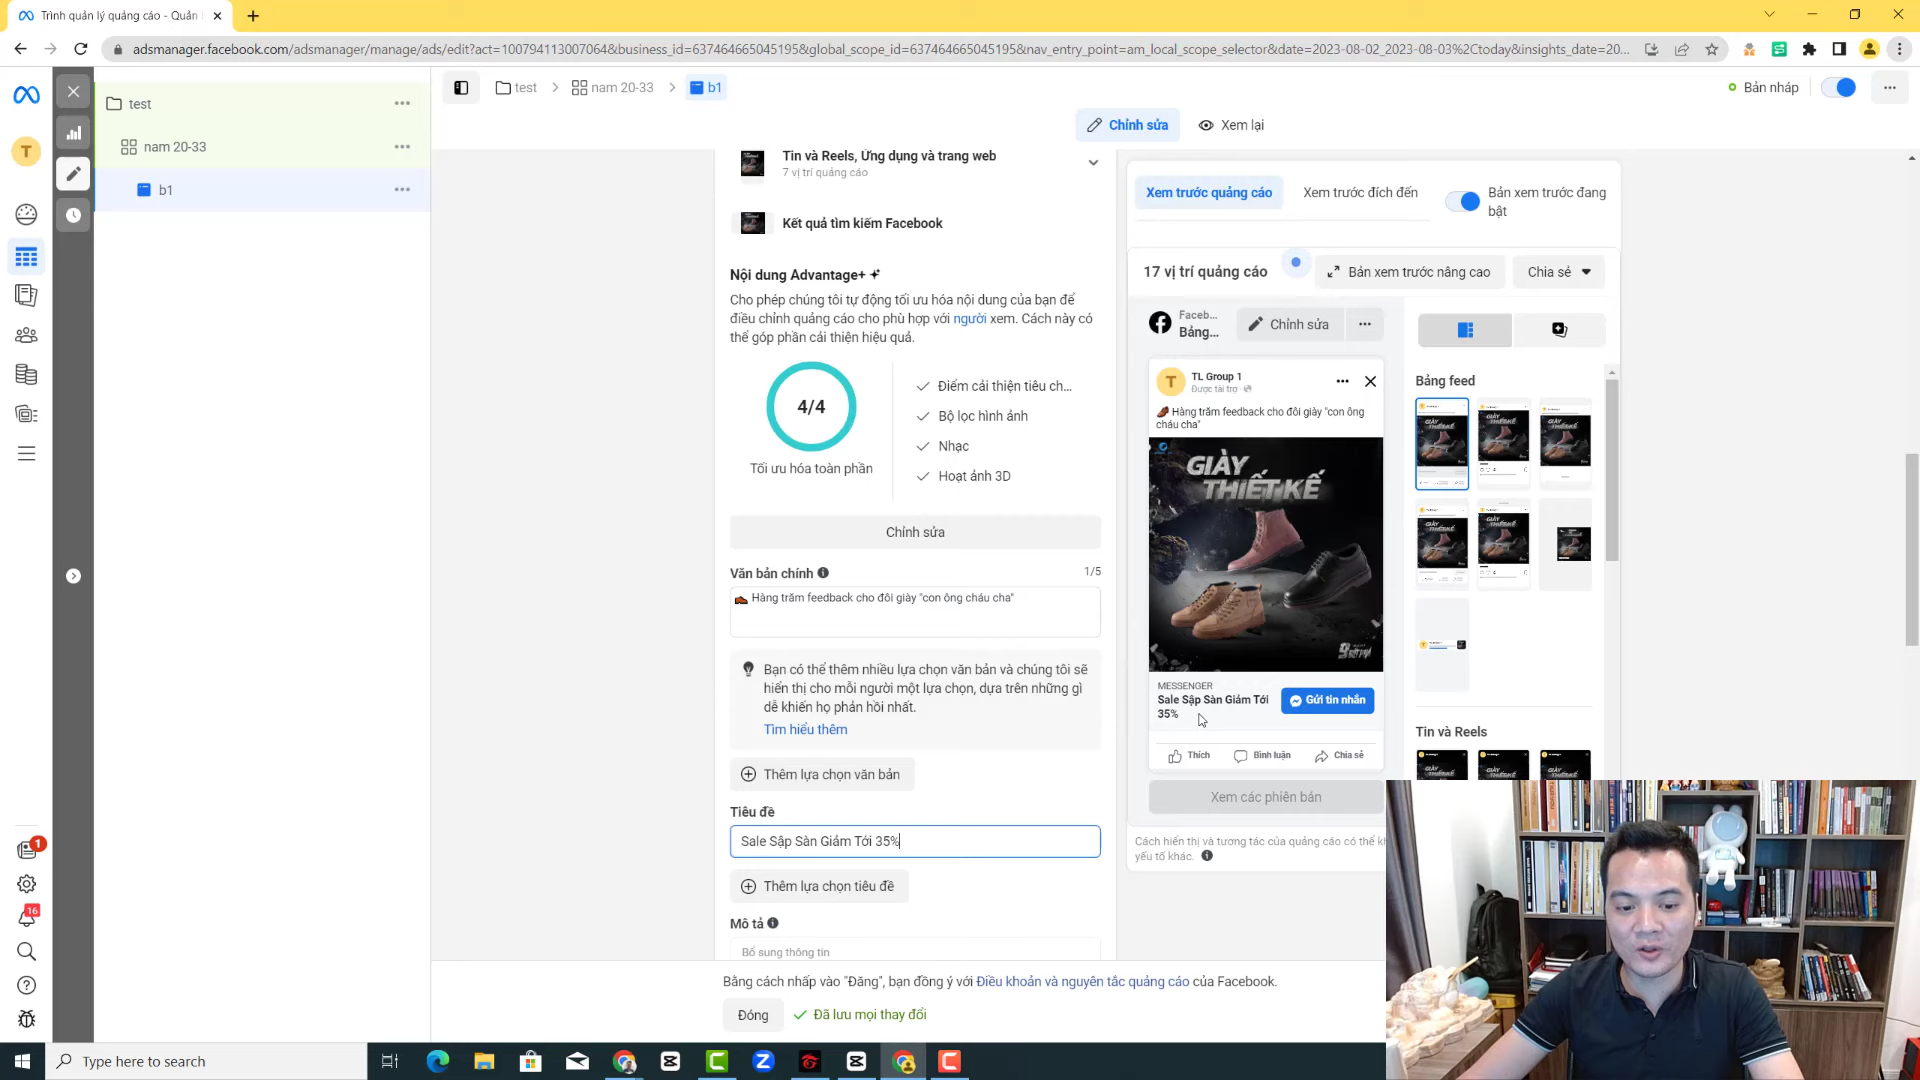 Trình quản lý quảng cáo - Quản
adsmanager.facebook.com/adsmanager/manage/ads/edit?act=100794113007064&business_id=637464665045195&global_scope_id=637464665045195&nav_entry_point=am_local_scope_selector&date=2023-08-02_2023-08-03%2Ctoday&insights_date=20...
test
nam 20-33
b1
T
test
nam 20-33
b1
Bản nháp
Chỉnh sửa
Xem lại
Tin và Reels, Ứng dụng và trang web
7 vị trí quảng cáo
Kết quả tìm kiếm Facebook
Nội dung Advantage+
Cho phép chúng tôi tự động tối ưu hóa nội dung của bạn để
điều chỉnh quảng cáo cho phù hợp với người xem. Cách này có
thể góp phần cải thiện hiệu quả.
4/4
Tối ưu hóa toàn phần
Điểm cải thiện tiêu ch...
Bộ lọc hình ảnh
Nhạc
Hoạt ảnh 3D
Chỉnh sửa
Văn bản chính
1/5
Hàng trăm feedback cho đôi giày "con ông cháu cha"
Bạn có thể thêm nhiều lựa chọn văn bản và chúng tôi sẽ
hiển thị cho mỗi người một lựa chọn, dựa trên những gì
dễ khiến họ phản hồi nhất.
Tìm hiểu thêm
Thêm lựa chọn văn bản
Tiêu đề
Sale Sập Sàn Giảm Tới 35%
Thêm lựa chọn tiêu đề
Mô tả
Bổ sung thông tin
Xem trước quảng cáo
Xem trước đích đến
Bản xem trước đang
bật
17 vị trí quảng cáo
Bản xem trước nâng cao
Chia sẻ
Faceb...
Bảng...
Chỉnh sửa
T
TL Group 1
Được tài trợ
Hàng trăm feedback cho đôi giày "con ông
cháu cha"
GIÀY
THIẾT KẾ
MESSENGER
Sale Sập Sàn Giảm Tới
35%
Gửi tin nhắn
Thích
Bình luận
Chia sẻ
Xem các phiên bản
Cách hiển thị và tương tác của quảng cáo có thể kh
yếu tố khác.
Bảng feed
Tin và Reels
Bằng cách nhấp vào "Đăng", bạn đồng ý với Điều khoản và nguyên tắc quảng cáo của Facebook.
Đóng
Đã lưu mọi thay đổi
1
16
Type here to search